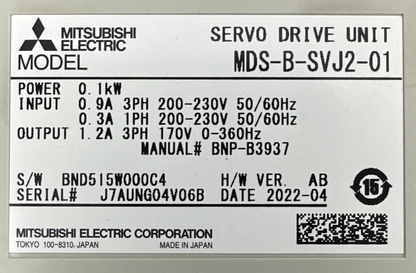 MITSUBISHI ELECTRIC SERVO DRIVE UNIT
MODEL MDS-B-SVJ2-01
POWER 0.1kW
INPUT 0.9A 3PH 200-230V 50/60Hz
0.3A 1PH 200-230V 50/60Hz
OUTPUT 1.2A 3PH 170V 0-360Hz
MANUAL# BNP-B3937
S/W BND515W000C4 H/W VER. AB
SERIAL# J7AUNG04V06B DATE 2022-04
15
MITSUBISHI ELECTRIC CORPORATION
TOKYO 100-8310, JAPAN MADE IN JAPAN